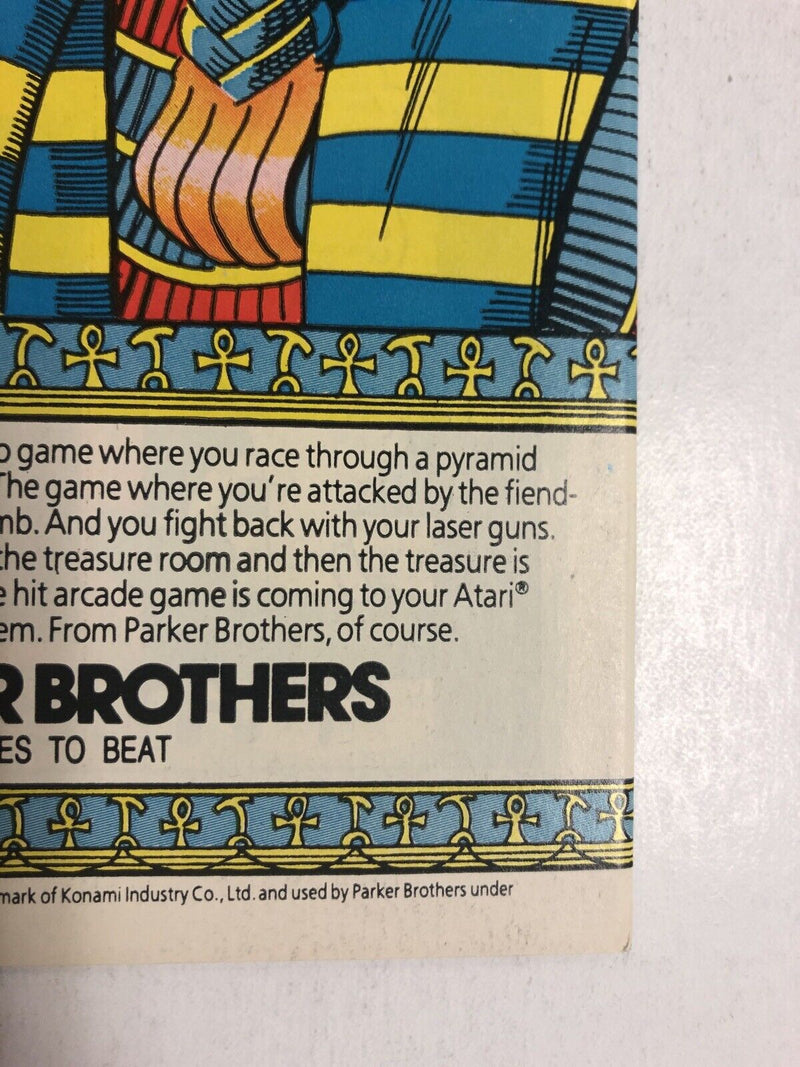 o game where you race through a pyramid
The game where you're attacked by the fiend-
mb. And you fight back with your laser guns.
the treasure room and then the treasure is
e hit arcade game is coming to your Atari®
em. From Parker Brothers, of course.
R BROTHERS
ES TO BEAT
mark of Konami Industry Co., Ltd. and used by Parker Brothers under